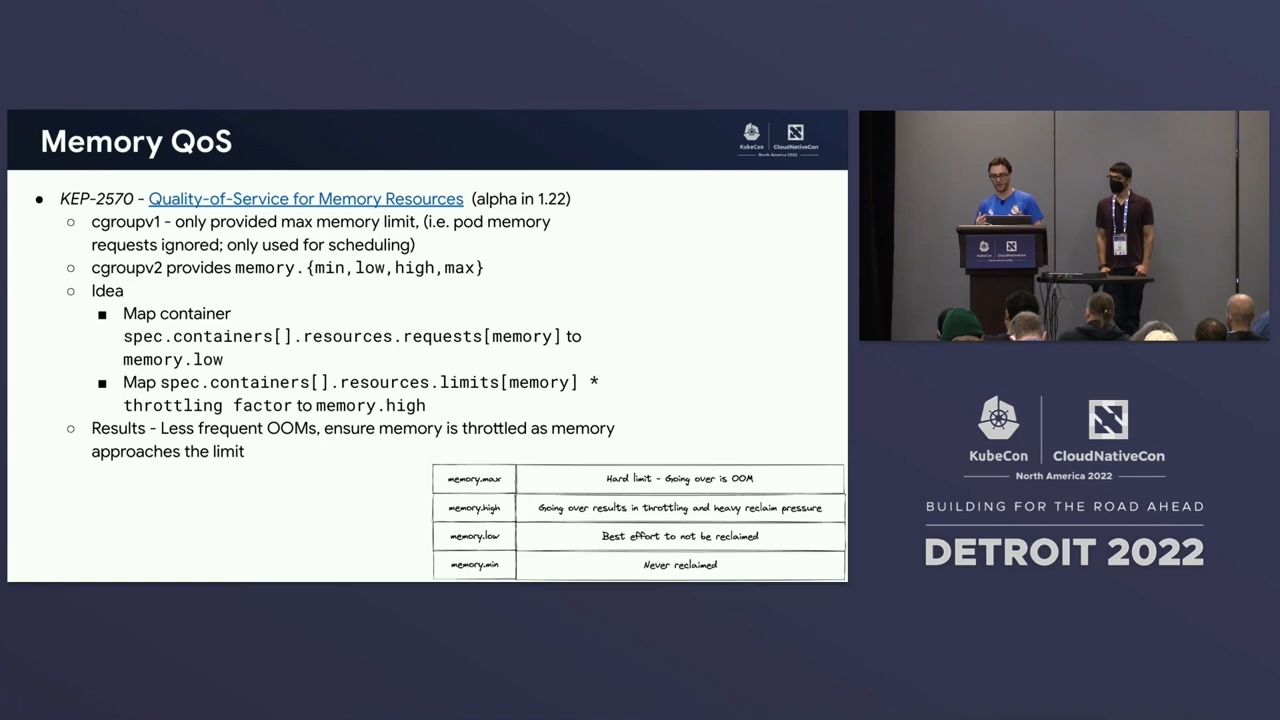 Memory QoS
KubeCon
CloudNativeCon
North America 2022
● KEP-2570 - Quality-of-Service for Memory Resources (alpha in 1.22)
○ cgroupv1 - only provided max memory limit, (i.e. pod memory
requests ignored; only used for scheduling)
○ cgroupv2 provides memory.{min,low,high,max}
○ Idea
■ Map container
spec.containers[].resources.requests[memory] to
memory.low
■ Map spec.containers[].resources.limits[memory] *
throttling factor to memory.high
○ Results - Less frequent OOMs, ensure memory is throttled as memory
approaches the limit
memory.max Hard limit - Going over is OOM
memory.high Going over results in throttling and heavy reclaim pressure
memory.low Best effort to not be reclaimed
memory.min Never reclaimed
KubeCon
CloudNativeCon
North America 2022
BUILDING FOR THE ROAD AHEAD
DETROIT 2022